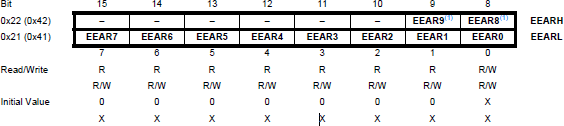 Bit 15 14 13 12 11 10 9 8
0x22 (0x42) – – – – – – EEAR9(1) EEAR8(1) EEARH
0x21 (0x41) EEAR7 EEAR6 EEAR5 EEAR4 EEAR3 EEAR2 EEAR1 EEAR0 EEARL
7 6 5 4 3 2 1 0
Read/Write R R R R R R R R/W
R/W R/W R/W R/W R/W R/W R/W R/W
Initial Value 0 0 0 0 0 0 0 X
X X X X X X X X